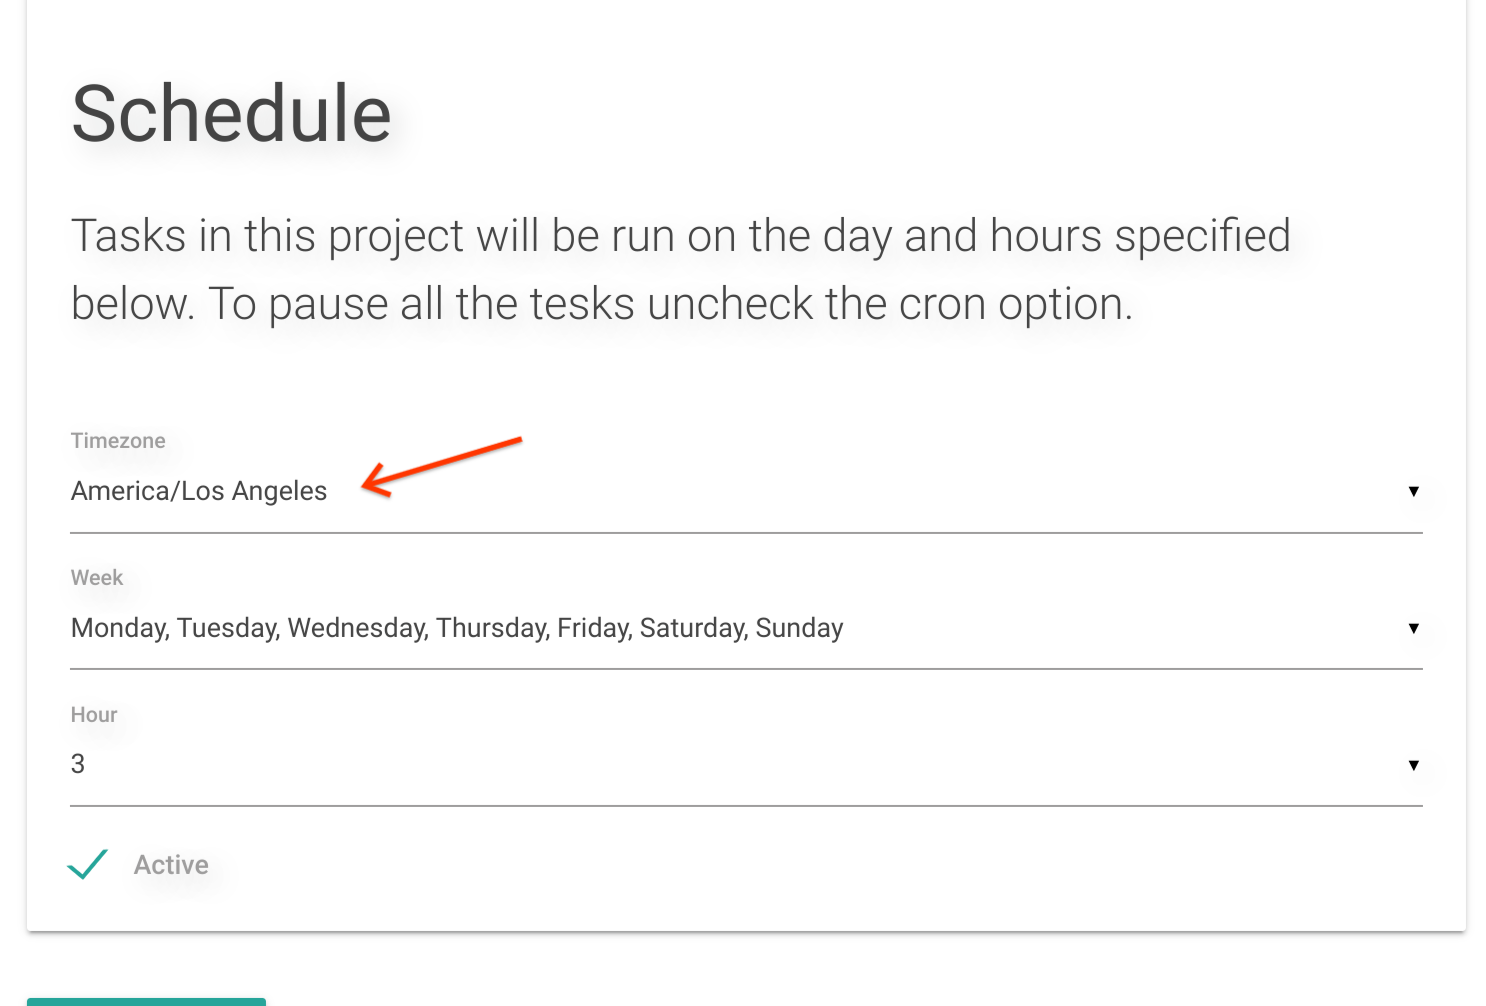 Schedule
Tasks in this project will be run on the day and hours specified
below. To pause all the tesks uncheck the cron option.
Timezone
America/Los Angeles
Week
Monday, Tuesday, Wednesday, Thursday, Friday, Saturday, Sunday
Hour
3
Active